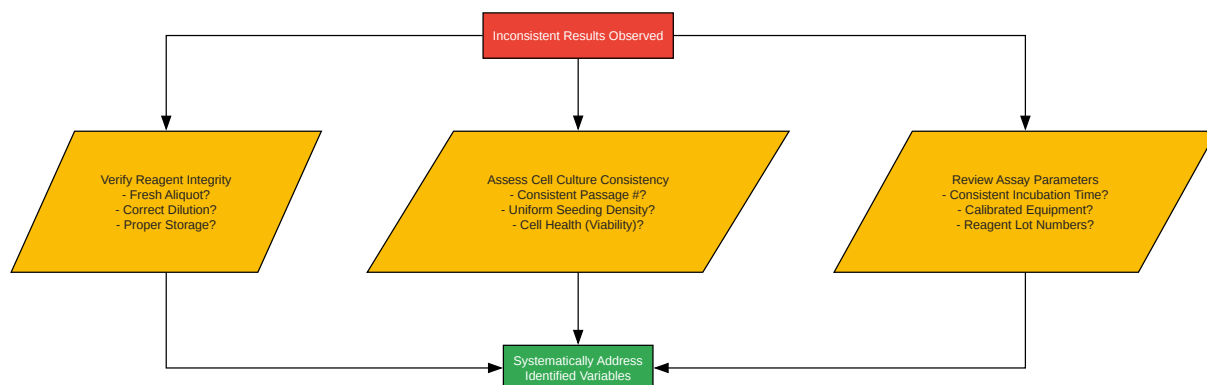 Inconsistent Results Observed
Verify Reagent Integrity
- Fresh Aliquot?
- Correct Dilution?
- Proper Storage?
Assess Cell Culture Consistency
- Consistent Passage #?
- Uniform Seeding Density?
- Cell Health (Viability)?
Review Assay Parameters
- Consistent Incubation Time?
- Calibrated Equipment?
- Reagent Lot Numbers?
Systematically Address
Identified Variables